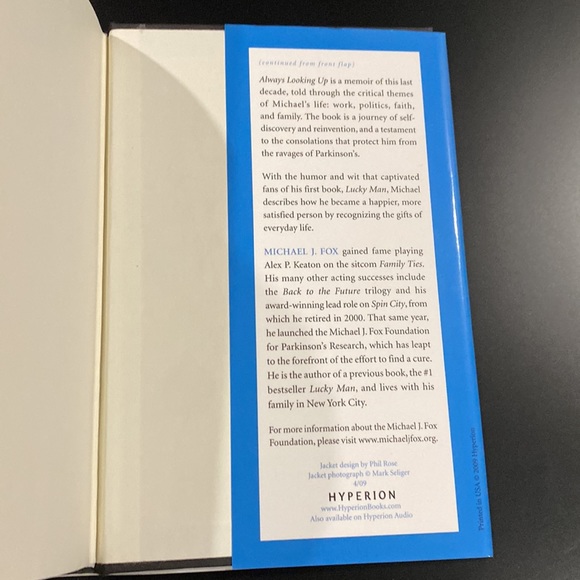 (continued from front flap)
Always Looking Up is a memoir of this last
decade, told through the critical themes
of Michael's life: work, politics, faith,
and family. The book is a journey of self-
discovery and reinvention, and a testament
to the consolations that protect him from
the ravages of Parkinson's.
With the humor and wit that captivated
fans of his first book, Lucky Man, Michael
describes how he became a happier, more
satisfied person by recognizing the gifts of
everyday life.
MICHAEL J. FOX gained fame playing
Alex P. Keaton on the sitcom Family Ties.
His many other acting successes include
the Back to the Future trilogy and his
award-winning lead role on Spin City, from
which he retired in 2000. That same year,
he launched the Michael J. Fox Foundation
for Parkinson's Research, which has leapt
to the forefront of the effort to find a cure.
He is the author of a previous book, the #1
bestseller Lucky Man, and lives with his
family in New York City.
For more information about the Michael J. Fox
Foundation, please visit www.michaeljfox.org.
Jacket design by Phil Rose
Jacket photograph © Mark Seliger
4/09
HYPERION
www.HyperionBooks.com
Also available on Hyperion Audio
Printed in USA © 2009 Hyperion